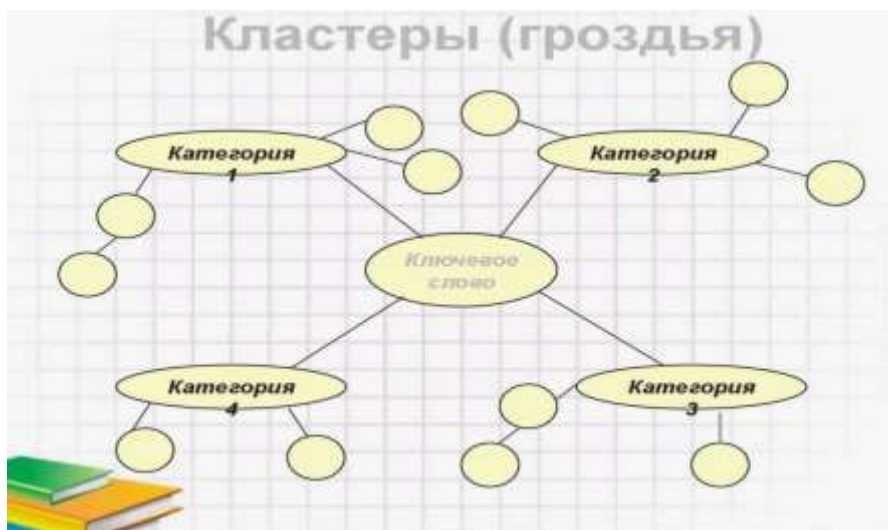 Кластеры (гроздья)
Категория
1
Категория
2
Ключевое
слово
Категория
4
Категория
3